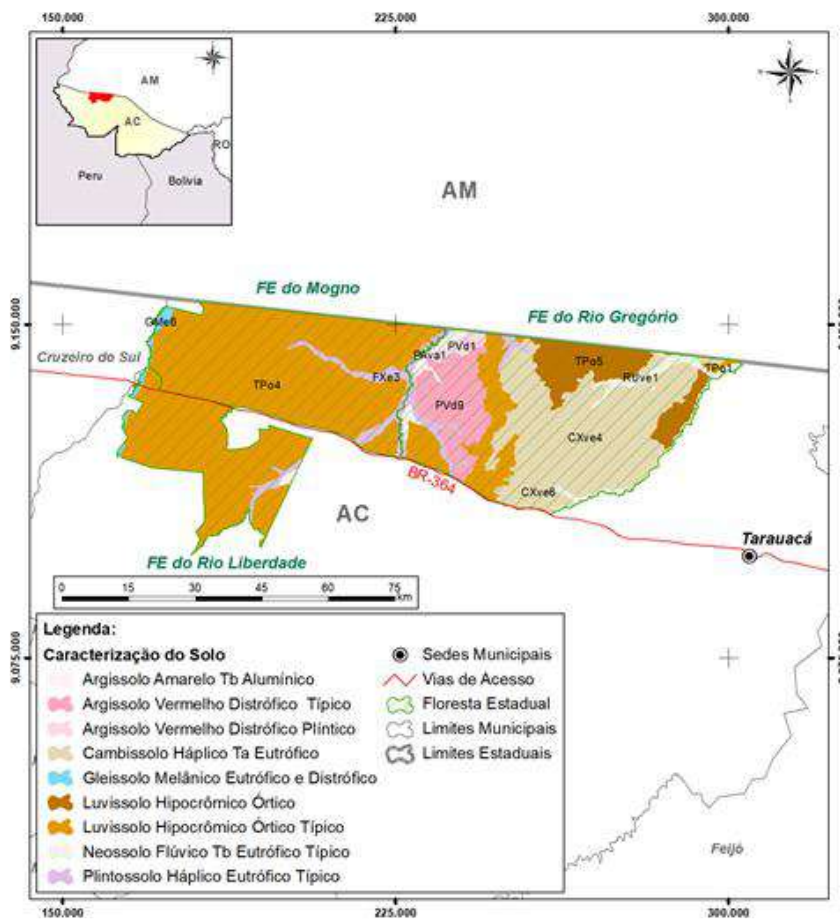 150.000 225.000 300.000
AM
AC
RO
Peru
Bolivia
AM
FE do Mogno
FE do Rio Gregório
9.150.000
GMe6
PVd1
PAva1
TPo5
RUve1
TPo1
Cruzeiro do Sul
FXe3
TPo4
PVd9
CXve4
CXve6
BR-364
AC
Tarauacá
FE do Rio Liberdade
0 15 30 45 60 75
km
Legenda:
Caracterização do Solo
Argissolo Amarelo Tb Alumínico
Argissolo Vermelho Distrófico Típico
Argissolo Vermelho Distrófico Plíntico
Cambissolo Háplico Ta Eutrófico
Gleissolo Melânico Eutrófico e Distrófico
Luvissolo Hipocrômico Órtico
Luvissolo Hipocrômico Órtico Típico
Neossolo Flúvico Tb Eutrófico Típico
Plintossolo Háplico Eutrófico Típico
Sedes Municipais
Vias de Acesso
Floresta Estadual
Limites Municipais
Limites Estaduais
9.075.000
Feijó
150.000 225.000 300.000